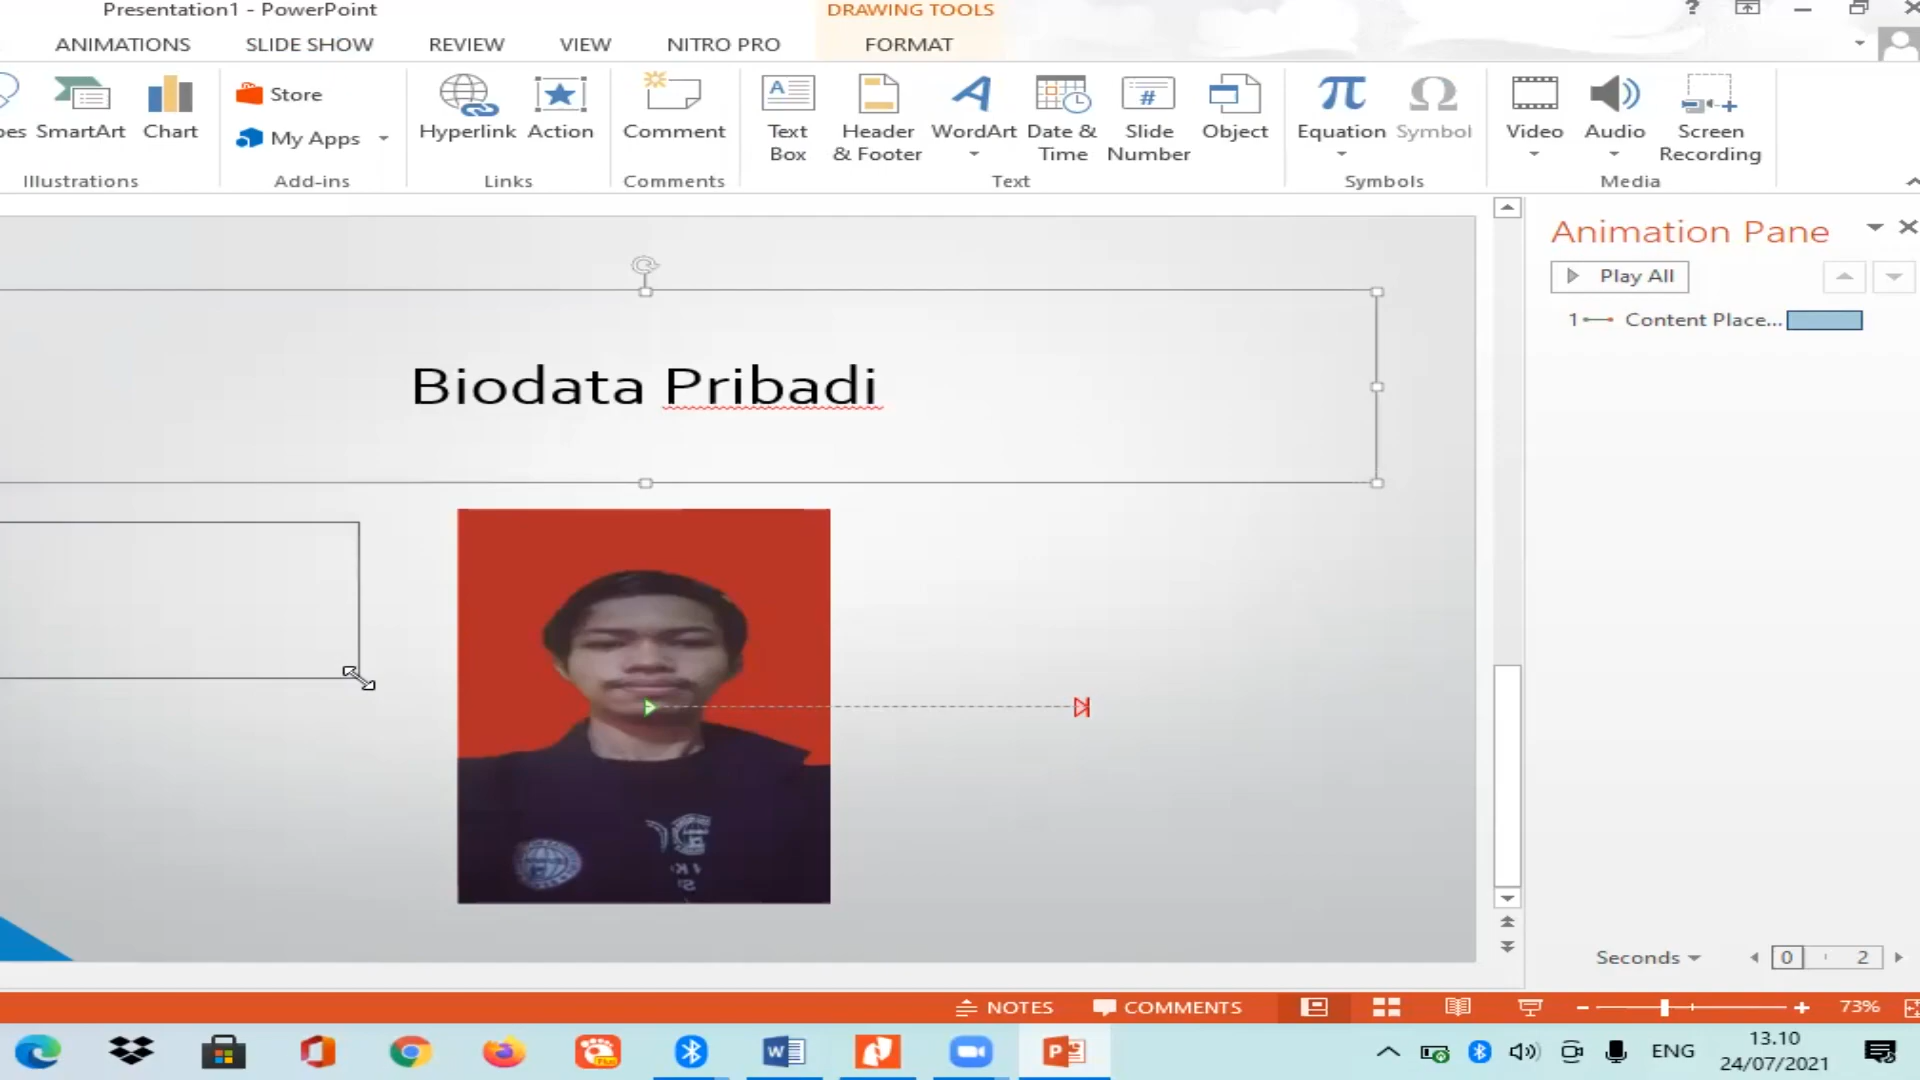 Presentation1 - PowerPoint
DRAWING TOOLS
?
ANIMATIONS SLIDE SHOW REVIEW VIEW NITRO PRO FORMAT
pes SmartArt Chart
Store
My Apps
Hyperlink Action
Comment
Text Box
Header & Footer
WordArt
Date & Time
Slide Number
Object
Equation Symbol
Video Audio Screen Recording
Illustrations Add-ins Links Comments Text Symbols Media
Animation Pane
Play All
1 Content Place...
Biodata Pribadi
Seconds 0 2
NOTES COMMENTS 73%
ENG
13.10
24/07/2021